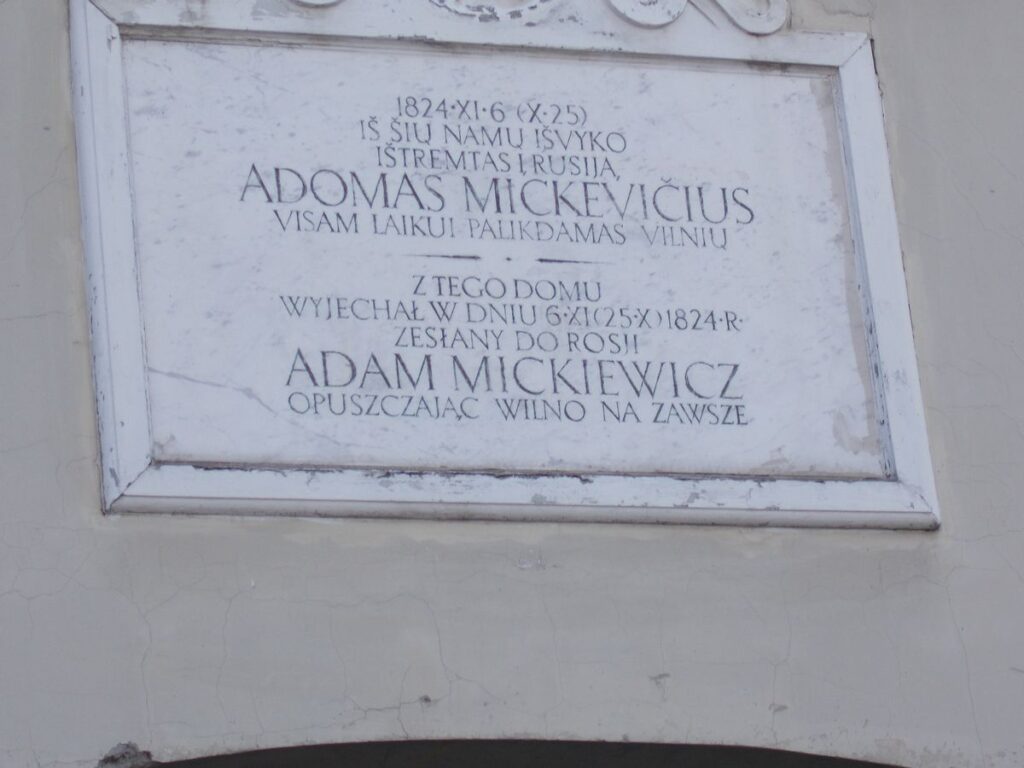 1824·XI·6 (X·25)
IŠ ŠIŲ NAMŲ IŠVYKO
IŠTREMTAS Į RUSIJĄ
ADOMAS MICKEVIČIUS
VISAM LAIKUI PALIKDAMAS VILNIŲ
Z TEGO DOMU
WYJECHAŁ W DNIU 6·XI(25·X)1824·R·
ZESŁANY DO ROSJI
ADAM MICKIEWICZ
OPUSZCZAJĄC WILNO NA ZAWSZE